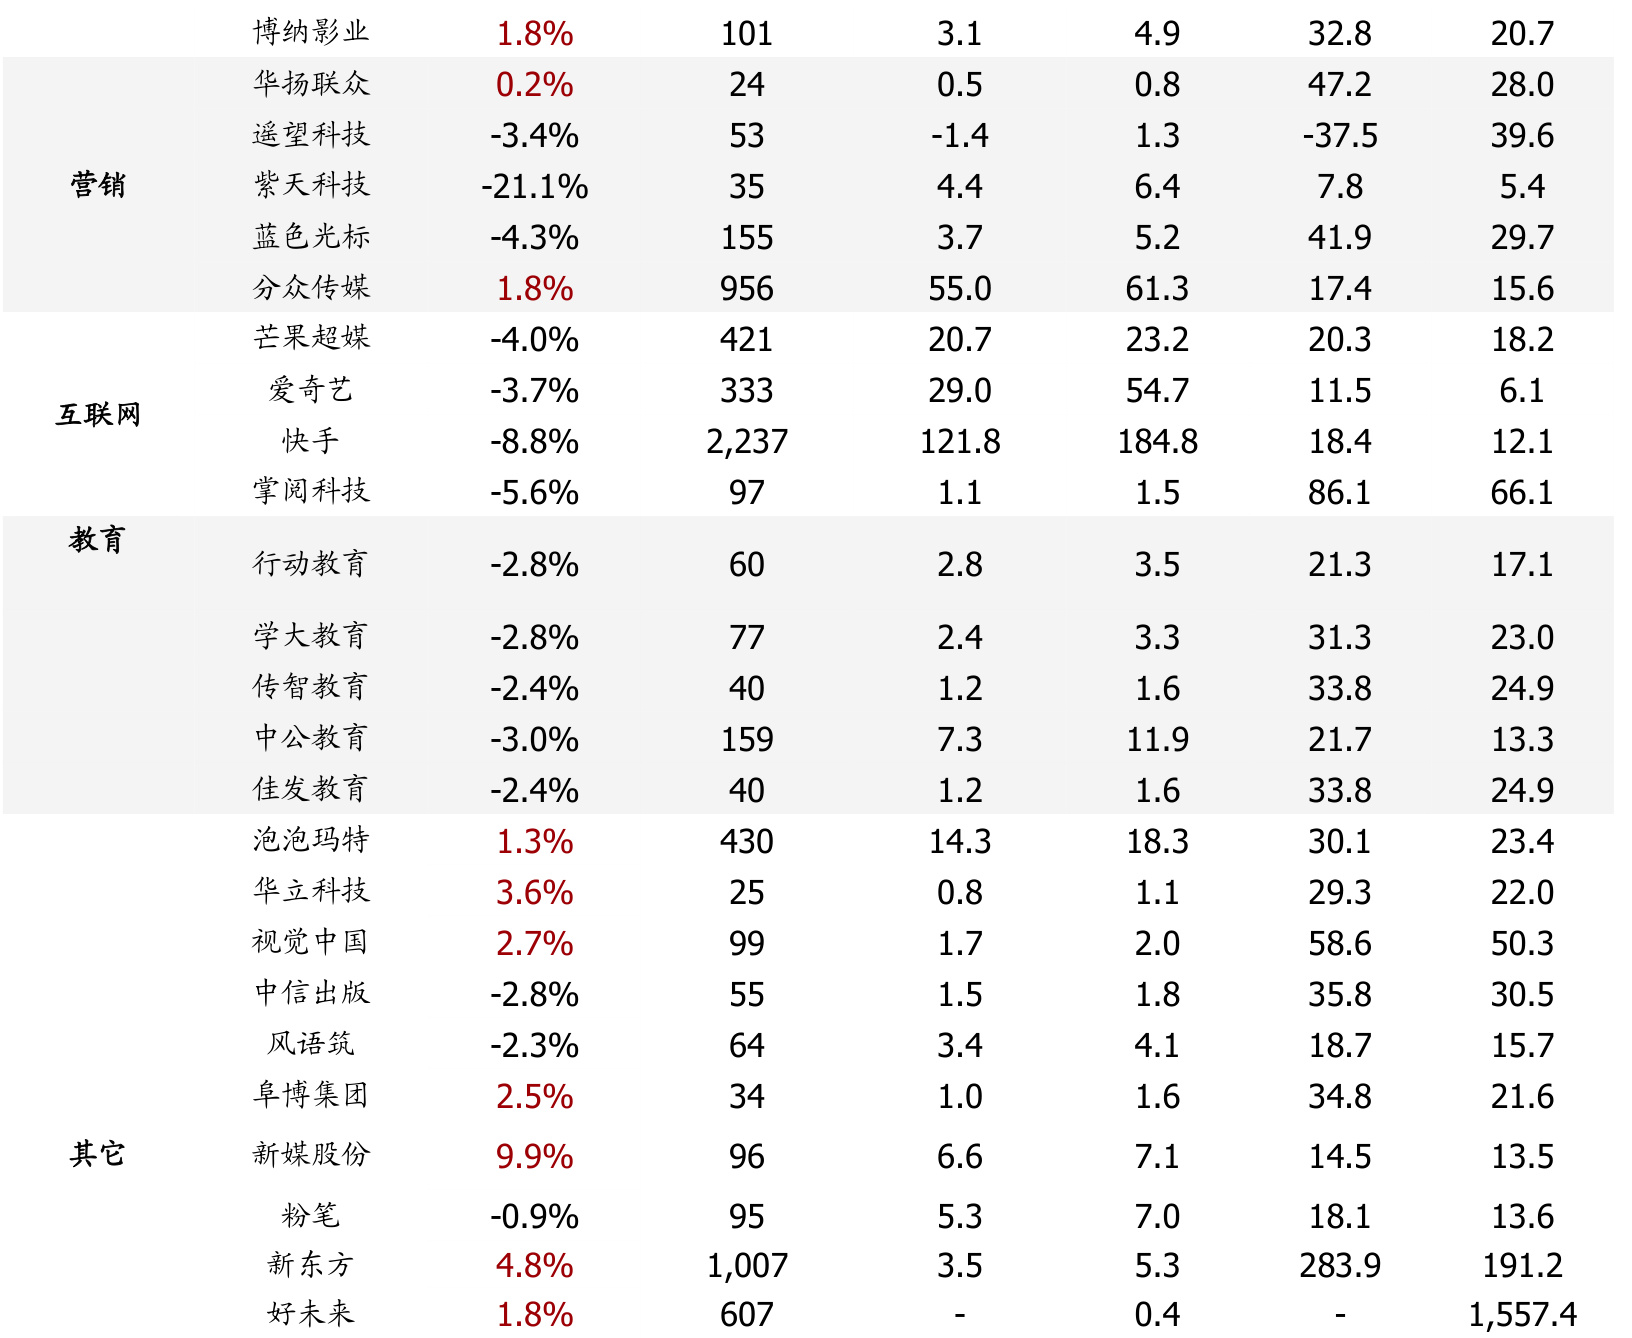 博纳影业 1.8% 101 3.1 4.9 32.8 20.7
华扬联众 0.2% 24 0.5 0.8 47.2 28.0
遥望科技 -3.4% 53 -1.4 1.3 -37.5 39.6
营销 紫天科技 -21.1% 35 4.4 6.4 7.8 5.4
蓝色光标 -4.3% 155 3.7 5.2 41.9 29.7
分众传媒 1.8% 956 55.0 61.3 17.4 15.6
芒果超媒 -4.0% 421 20.7 23.2 20.3 18.2
爱奇艺 -3.7% 333 29.0 54.7 11.5 6.1
互联网
快手 -8.8% 2,237 121.8 184.8 18.4 12.1
掌阅科技 -5.6% 97 1.1 1.5 86.1 66.1
教育
行动教育 -2.8% 60 2.8 3.5 21.3 17.1
学大教育 -2.8% 77 2.4 3.3 31.3 23.0
传智教育 -2.4% 40 1.2 1.6 33.8 24.9
中公教育 -3.0% 159 7.3 11.9 21.7 13.3
佳发教育 -2.4% 40 1.2 1.6 33.8 24.9
泡泡玛特 1.3% 430 14.3 18.3 30.1 23.4
华立科技 3.6% 25 0.8 1.1 29.3 22.0
视觉中国 2.7% 99 1.7 2.0 58.6 50.3
中信出版 -2.8% 55 1.5 1.8 35.8 30.5
风语筑 -2.3% 64 3.4 4.1 18.7 15.7
阜博集团 2.5% 34 1.0 1.6 34.8 21.6
其它 新媒股份 9.9% 96 6.6 7.1 14.5 13.5
粉笔 -0.9% 95 5.3 7.0 18.1 13.6
新东方 4.8% 1,007 3.5 5.3 283.9 191.2
好未来 1.8% 607 - 0.4 - 1,557.4